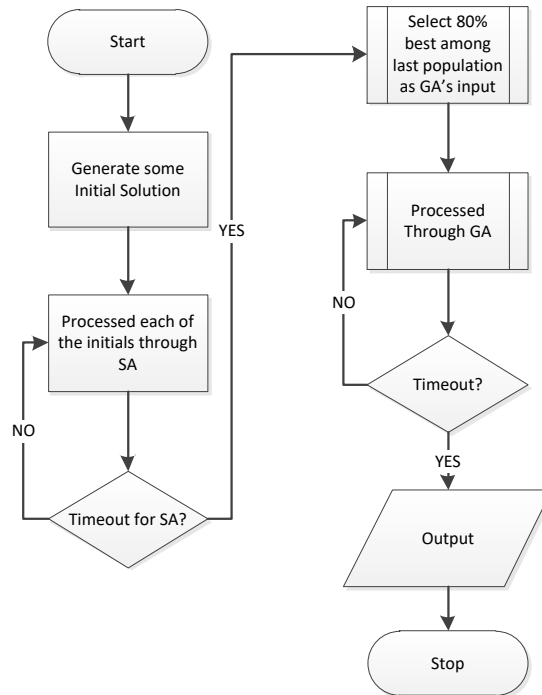 Start
Generate some
Initial Solution
Processed each of
the initials through
SA
NO
Timeout for SA?
YES
Select 80%
best among
last population
as GA's input
Processed
Through GA
NO
Timeout?
YES
Output
Stop